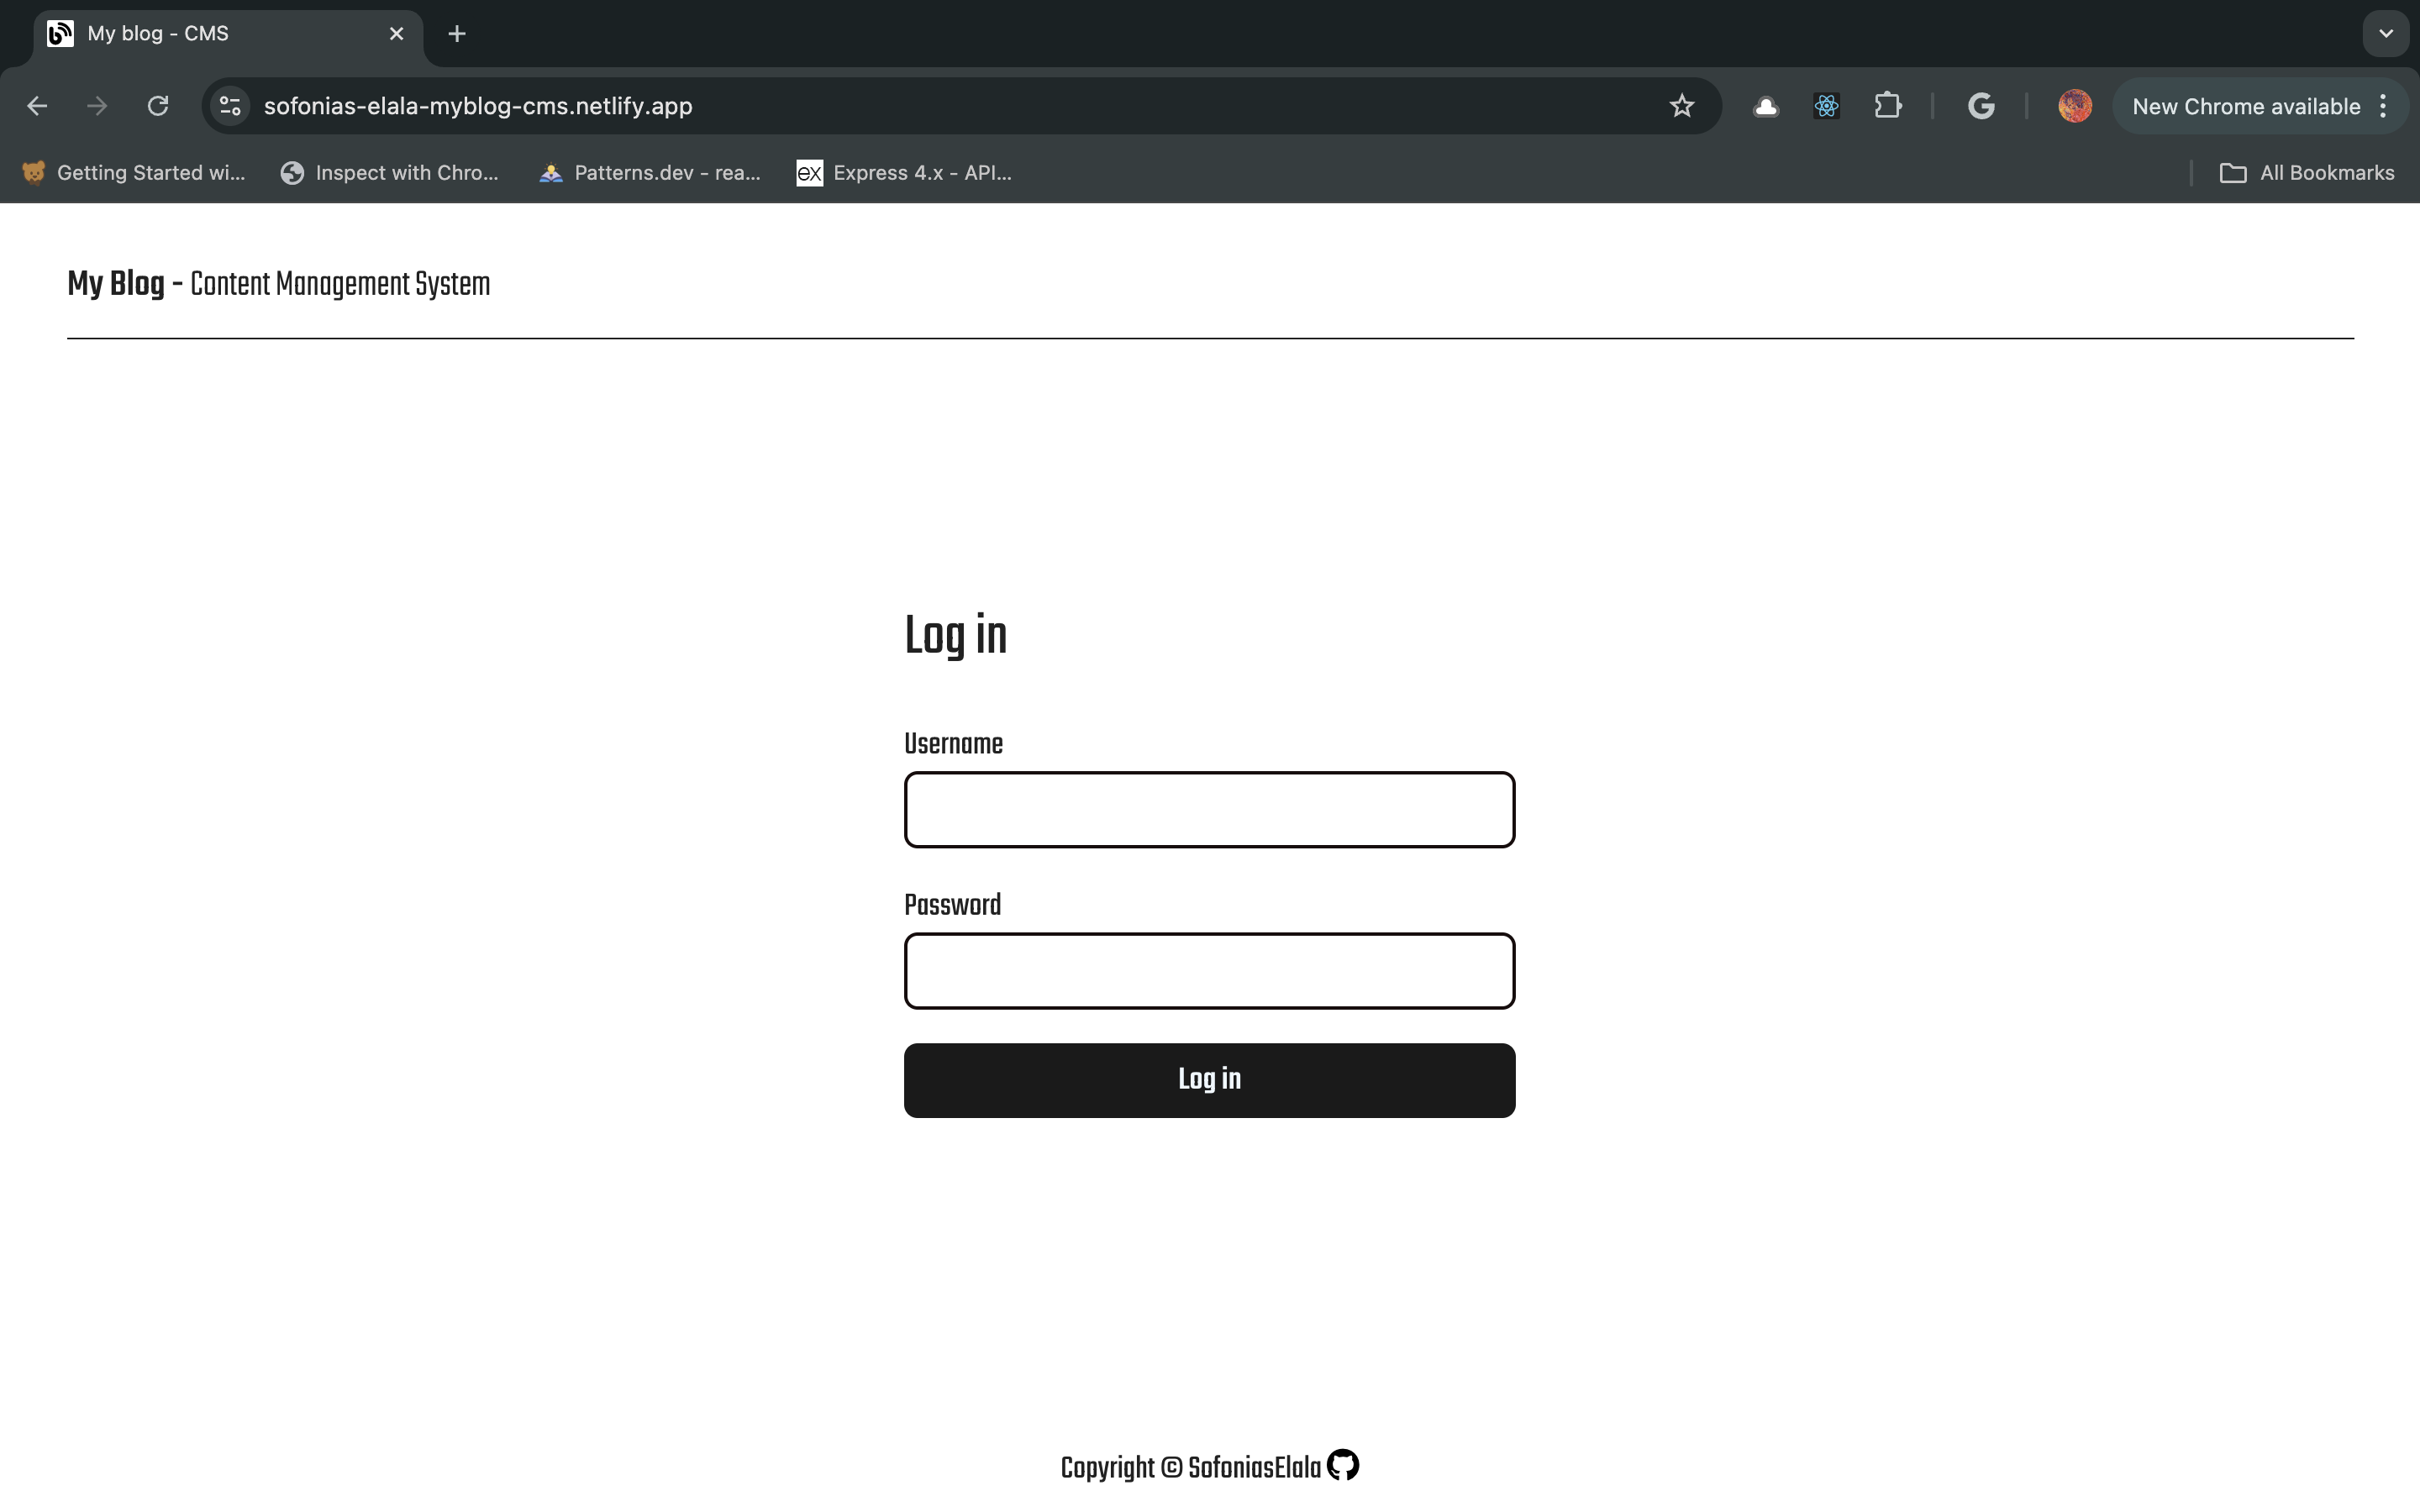 My blog - CMS
sofonias-elala-myblog-cms.netlify.app
New Chrome available
Getting Started wi...
Inspect with Chro...
Patterns.dev - rea...
ex
Express 4.x - API...
All Bookmarks
My Blog - Content Management System
Log in
Username
Password
Log in
Copyright © SofoniasElala